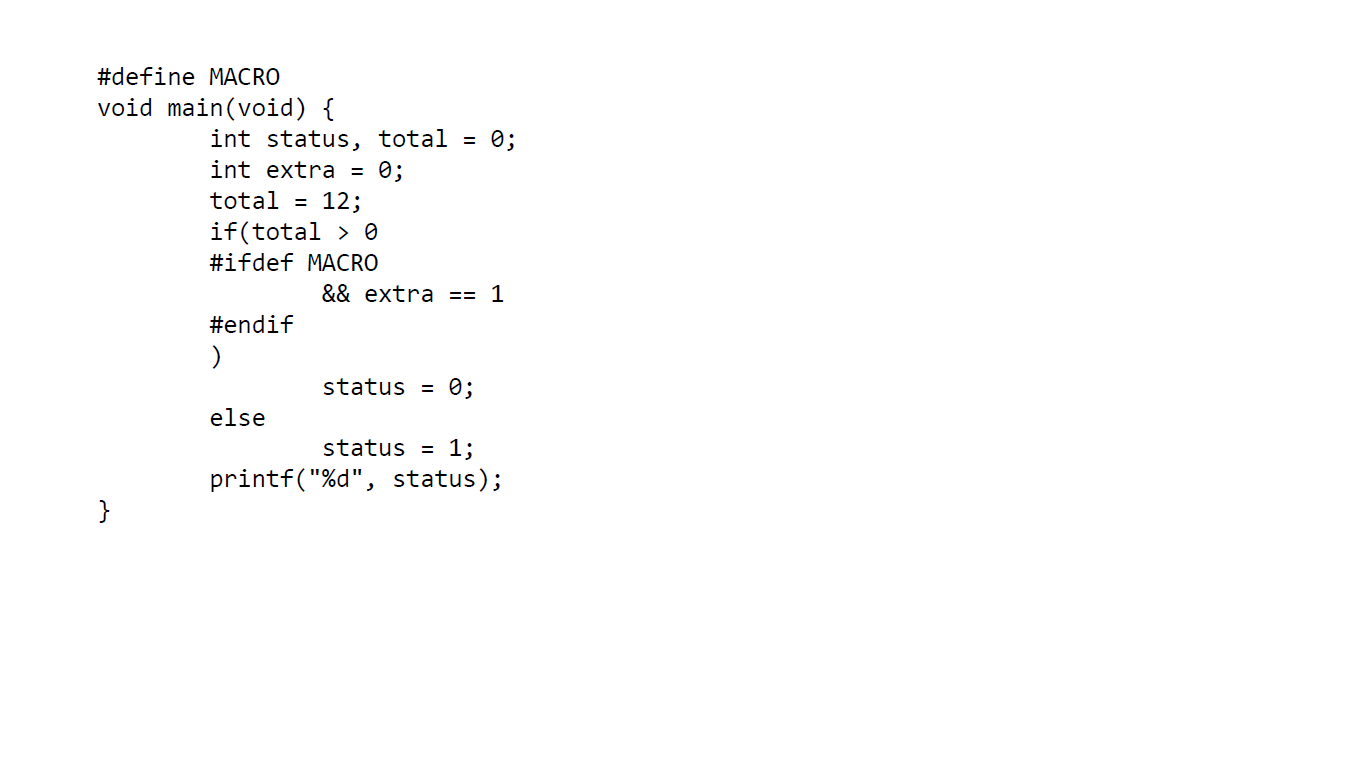 #define MACRO
void main(void) {
        int status, total = 0;
        int extra = 0;
        total = 12;
        if(total > 0
        #ifdef MACRO
                && extra == 1
        #endif
        )
                status = 0;
        else
                status = 1;
        printf("%d", status);
}